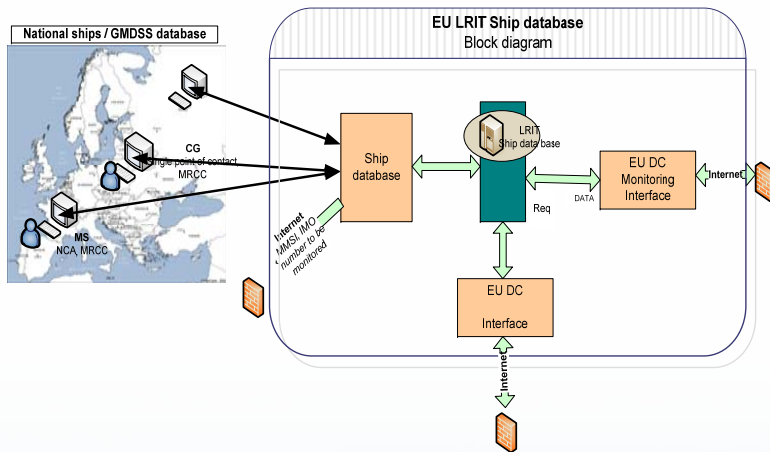 EU LRIT Ship database
Block diagram
National ships / GMDSS database
CG
Single point of contact
MRCC
MS
NCA, MRCC
Ship
database
Internet
MMSI, IMO
number to be
monitored
LRIT
Ship data base
Req
DATA
EU DC
Monitoring
Interface
Internet
EU DC
Interface
Internet